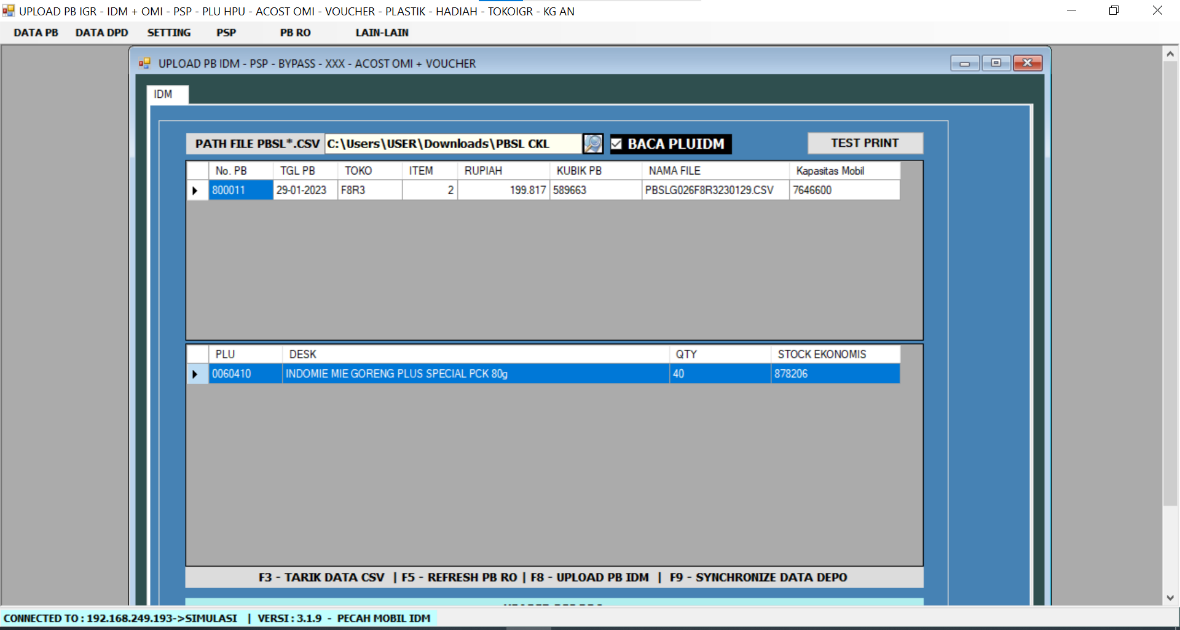 UPLOAD PB IGR - IDM + OMI - PSP - PLU HPU - ACOST OMI - VOUCHER - PLASTIK - HADIAH - TOKOIGR - KG AN
DATA PB DATA DPD SETTING PSP PB RO LAIN-LAIN
UPLOAD PB IDM - PSP - BYPASS - XXX - ACOST OMI + VOUCHER
IDM
PATH FILE PBSL*.CSV C:\Users\USER\Downloads\PBSL CKL BACA PLUIDM TEST PRINT
No. PB TGL PB TOKO ITEM RUPIAH KUBIK PB NAMA FILE Kapasitas Mobil
800011 29-01-2023 F8R3 2 199.817 589663 PBSLG026F8R3230129.CSV 7646600
PLU DESK QTY STOCK EKONOMIS
0060410 INDOMIE MIE GORENG PLUS SPECIAL PCK 80g 40 878206
F3 - TARIK DATA CSV | F5 - REFRESH PB RO | F8 - UPLOAD PB IDM | F9 - SYNCHRONIZE DATA DEPO
CONNECTED TO : 192.168.249.193->SIMULASI | VERSI : 3.1.9 - PECAH MOBIL IDM